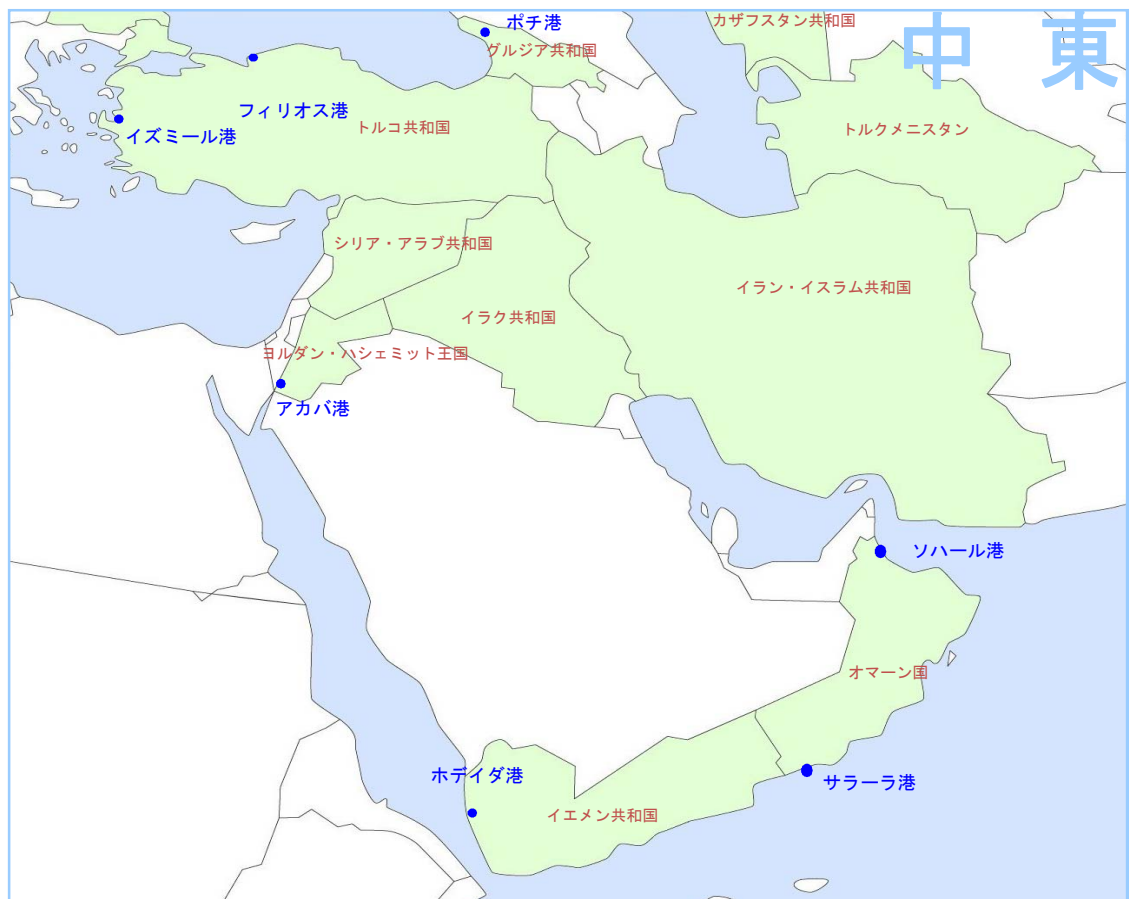 中 東
カザフスタン共和国
ポチ港
グルジア共和国
フィリオス港
トルコ共和国
トルクメニスタン
イズミール港
シリア・アラブ共和国
イラン・イスラム共和国
イラク共和国
ヨルダン・ハシェミット王国
アカバ港
ソハール港
オマーン国
ホデイダ港
サラーラ港
イエメン共和国